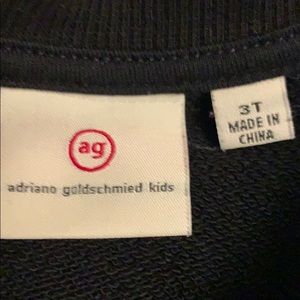 ag
adriano goldschmied kids
3T
MADE IN
CHINA